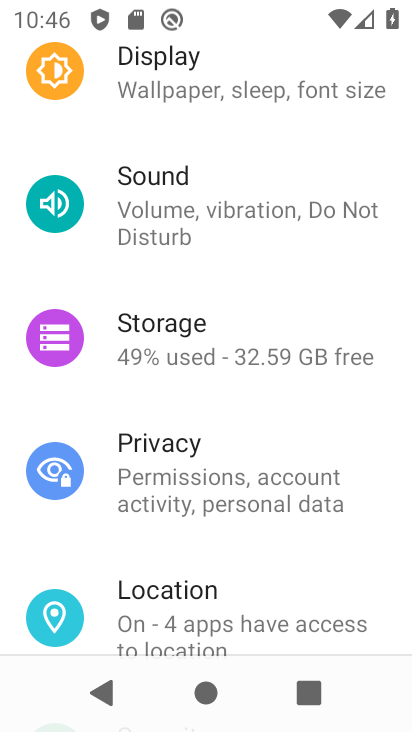 10:46
Display
Wallpaper, sleep, font size
Sound
Volume, vibration, Do Not
Disturb
Storage
49% used - 32.59 GB free
Privacy
Permissions, account
activity, personal data
Location
On - 4 apps have access
to location